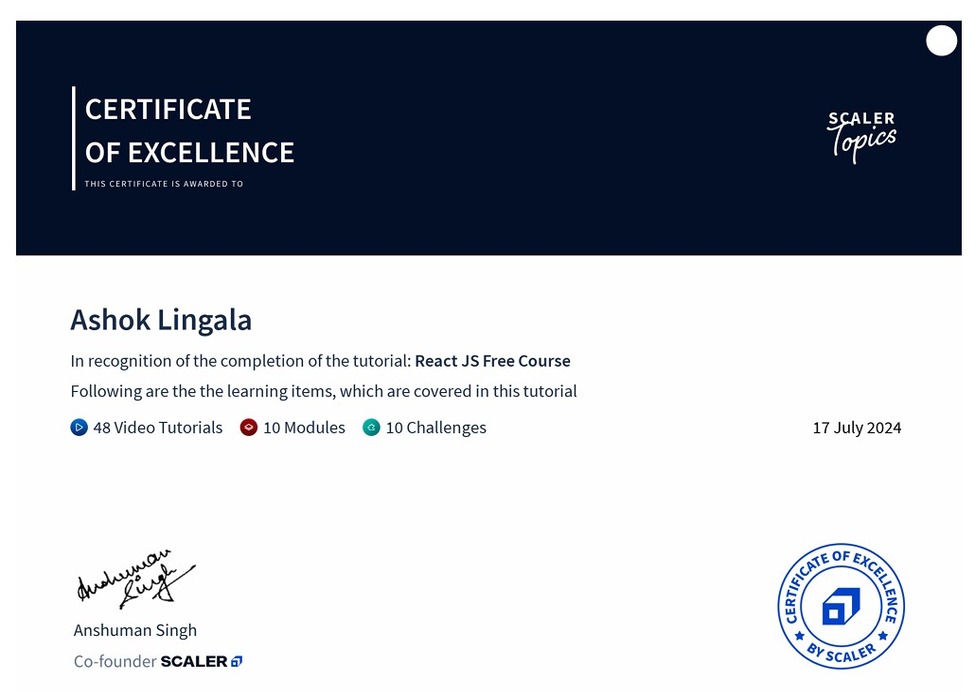 CERTIFICATE
OF EXCELLENCE
THIS CERTIFICATE IS AWARDED TO
SCALER
Topics
Ashok Lingala
In recognition of the completion of the tutorial: React JS Free Course
Following are the the learning items, which are covered in this tutorial
48 Video Tutorials 10 Modules 10 Challenges 17 July 2024
Anshuman
Singh
Anshuman Singh
Co-founder SCALER
CERTIFICATE OF EXCELLENCE
BY SCALER